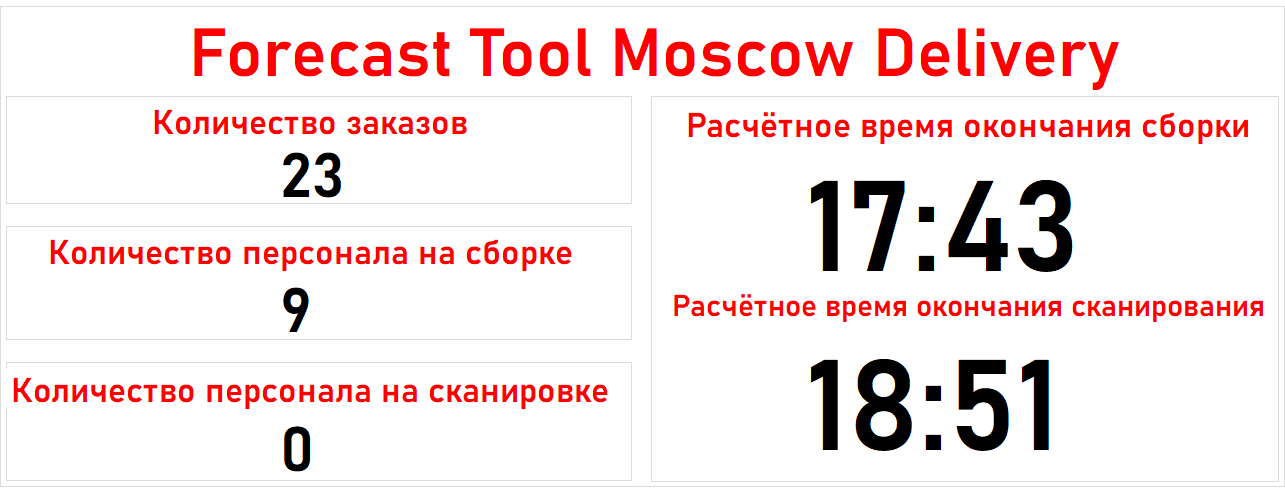 Forecast Tool Moscow Delivery
Количество заказов
23
Количество персонала на сборке
9
Количество персонала на сканировке
0
Расчётное время окончания сборки
17:43
Расчётное время окончания сканирования
18:51